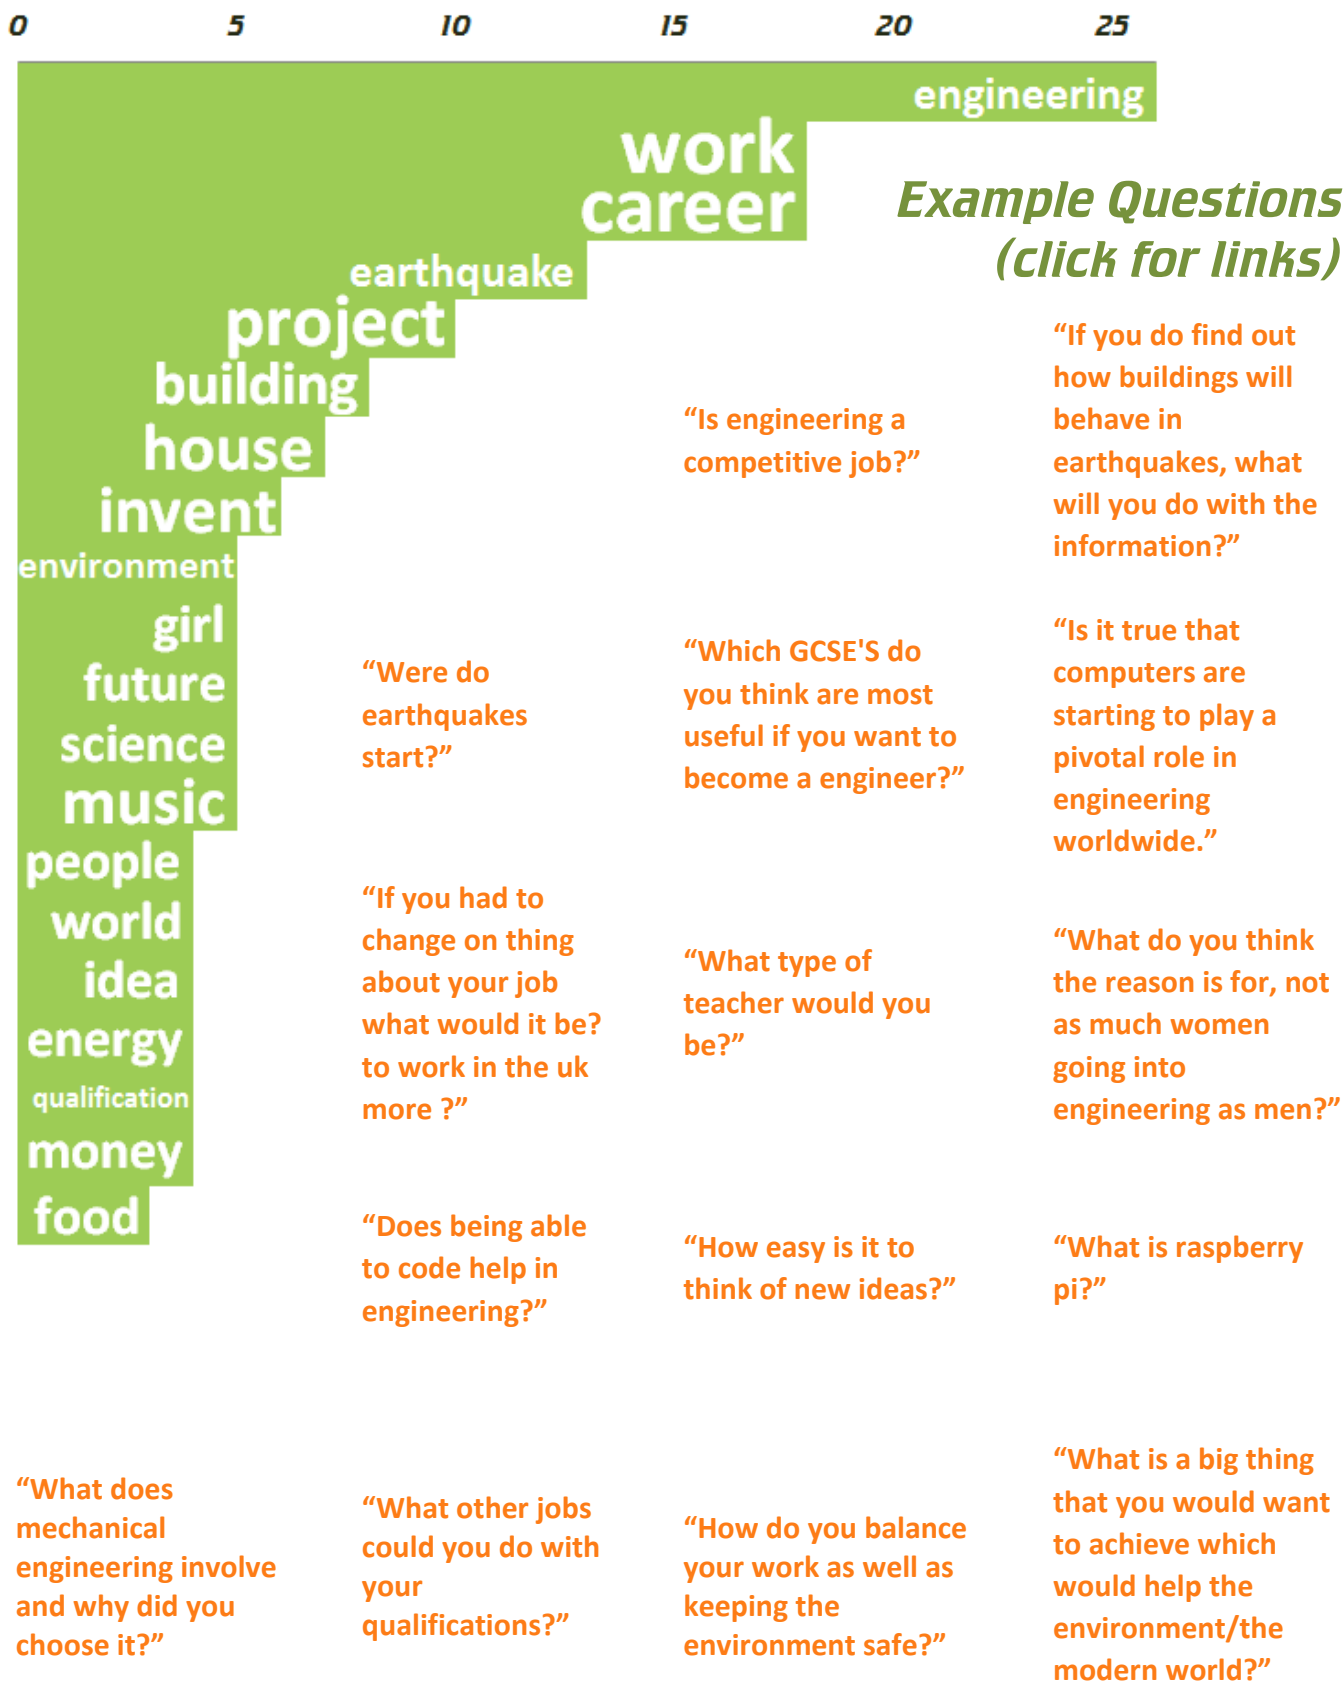 0 5 10 15 20 25
engineering
work
career
earthquake
project
building
house
invent
environment
girl
future
science
music
people
world
idea
energy
qualification
money
food
Example Questions
(click for links)
“Is engineering a
competitive job?”
“If you do find out
how buildings will
behave in
earthquakes, what
will you do with the
information?”
“Were do
earthquakes
start?”
“Which GCSE'S do
you think are most
useful if you want to
become a engineer?”
“Is it true that
computers are
starting to play a
pivotal role in
engineering
worldwide.”
“If you had to
change on thing
about your job
what would it be?
to work in the uk
more ?”
“What type of
teacher would you
be?”
“What do you think
the reason is for, not
as much women
going into
engineering as men?”
“Does being able
to code help in
engineering?”
“How easy is it to
think of new ideas?”
“What is raspberry
pi?”
“What does
mechanical
engineering involve
and why did you
choose it?”
“What other jobs
could you do with
your
qualifications?”
“How do you balance
your work as well as
keeping the
environment safe?”
“What is a big thing
that you would want
to achieve which
would help the
environment/the
modern world?”